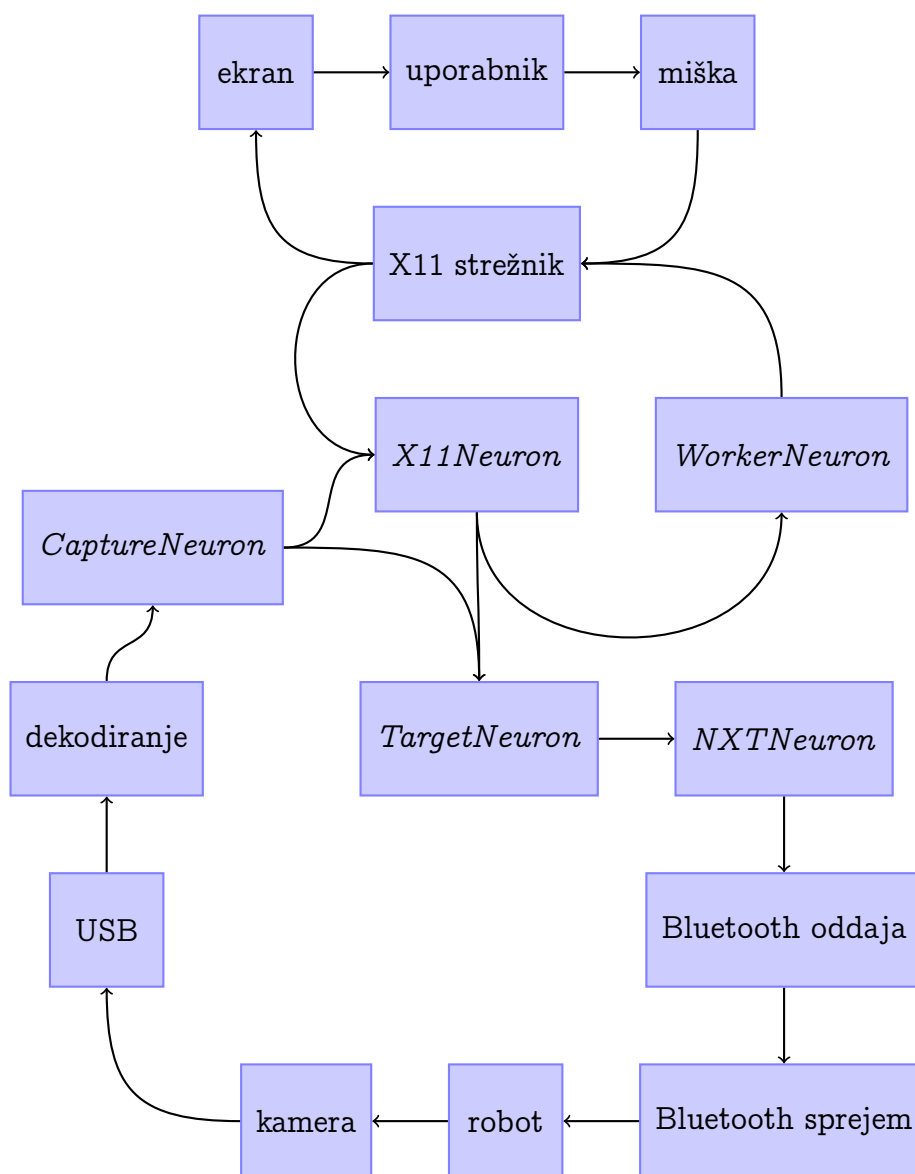 ekran
uporabnik
miška
X11 strežnik
X11Neuron
WorkerNeuron
CaptureNeuron
dekodiranje
TargetNeuron
NXTNeuron
USB
Bluetooth oddaja
kamera
robot
Bluetooth sprejem